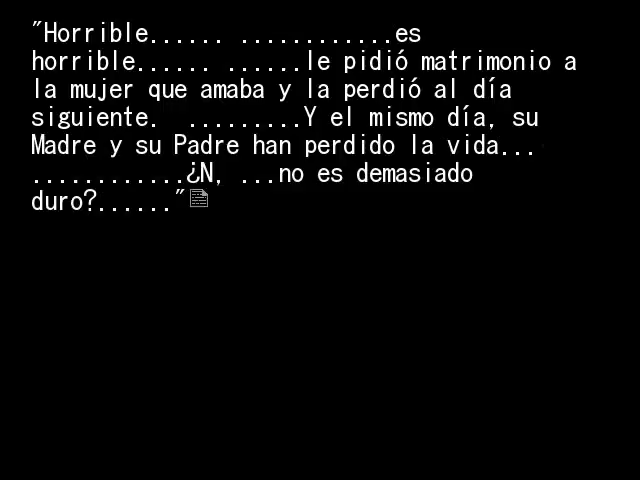 "Horrible...... ............es
horrible...... ......le pidió matrimonio a
la mujer que amaba y la perdió al día
siguiente.  .........Y el mismo día, su
Madre y su Padre han perdido la vida...
............¿N, ...no es demasiado
duro?......"